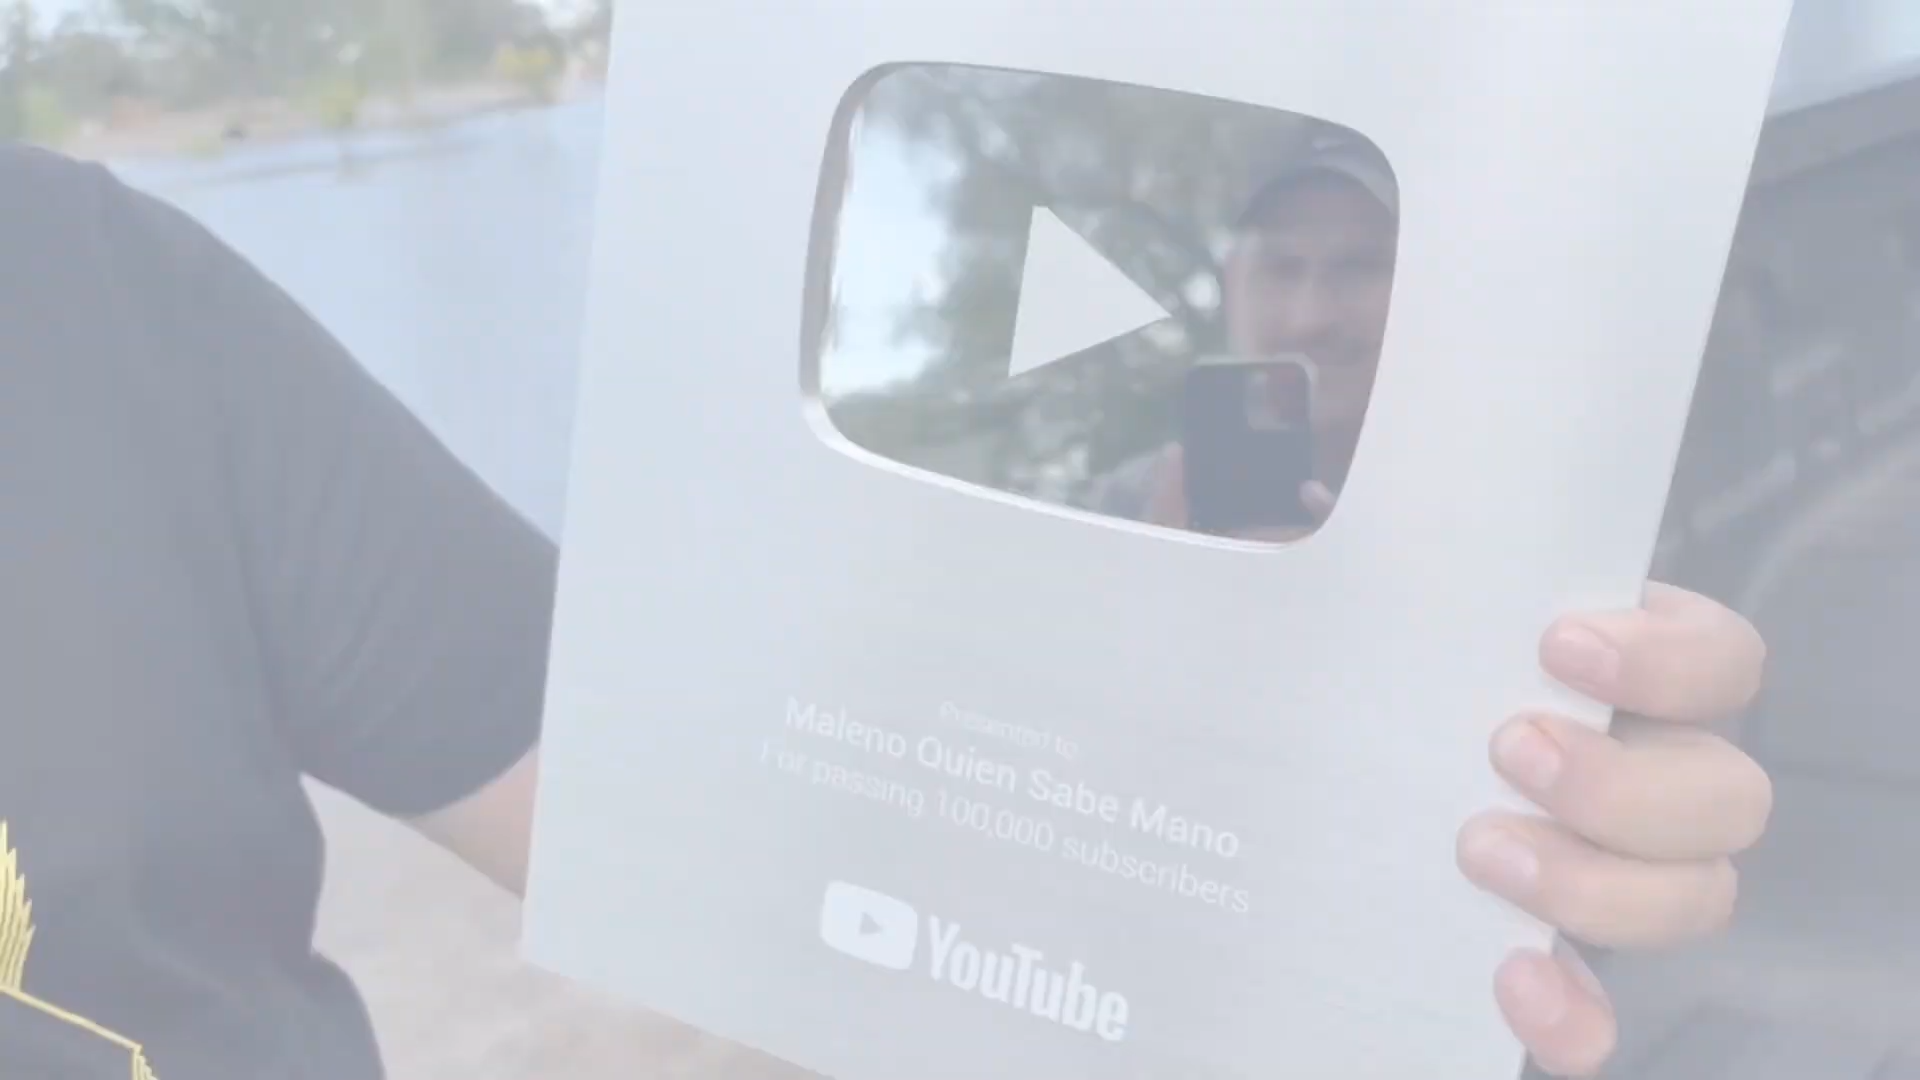 Presented to
Maleno Quien Sabe Mano
For passing 100,000 subscribers
YouTube